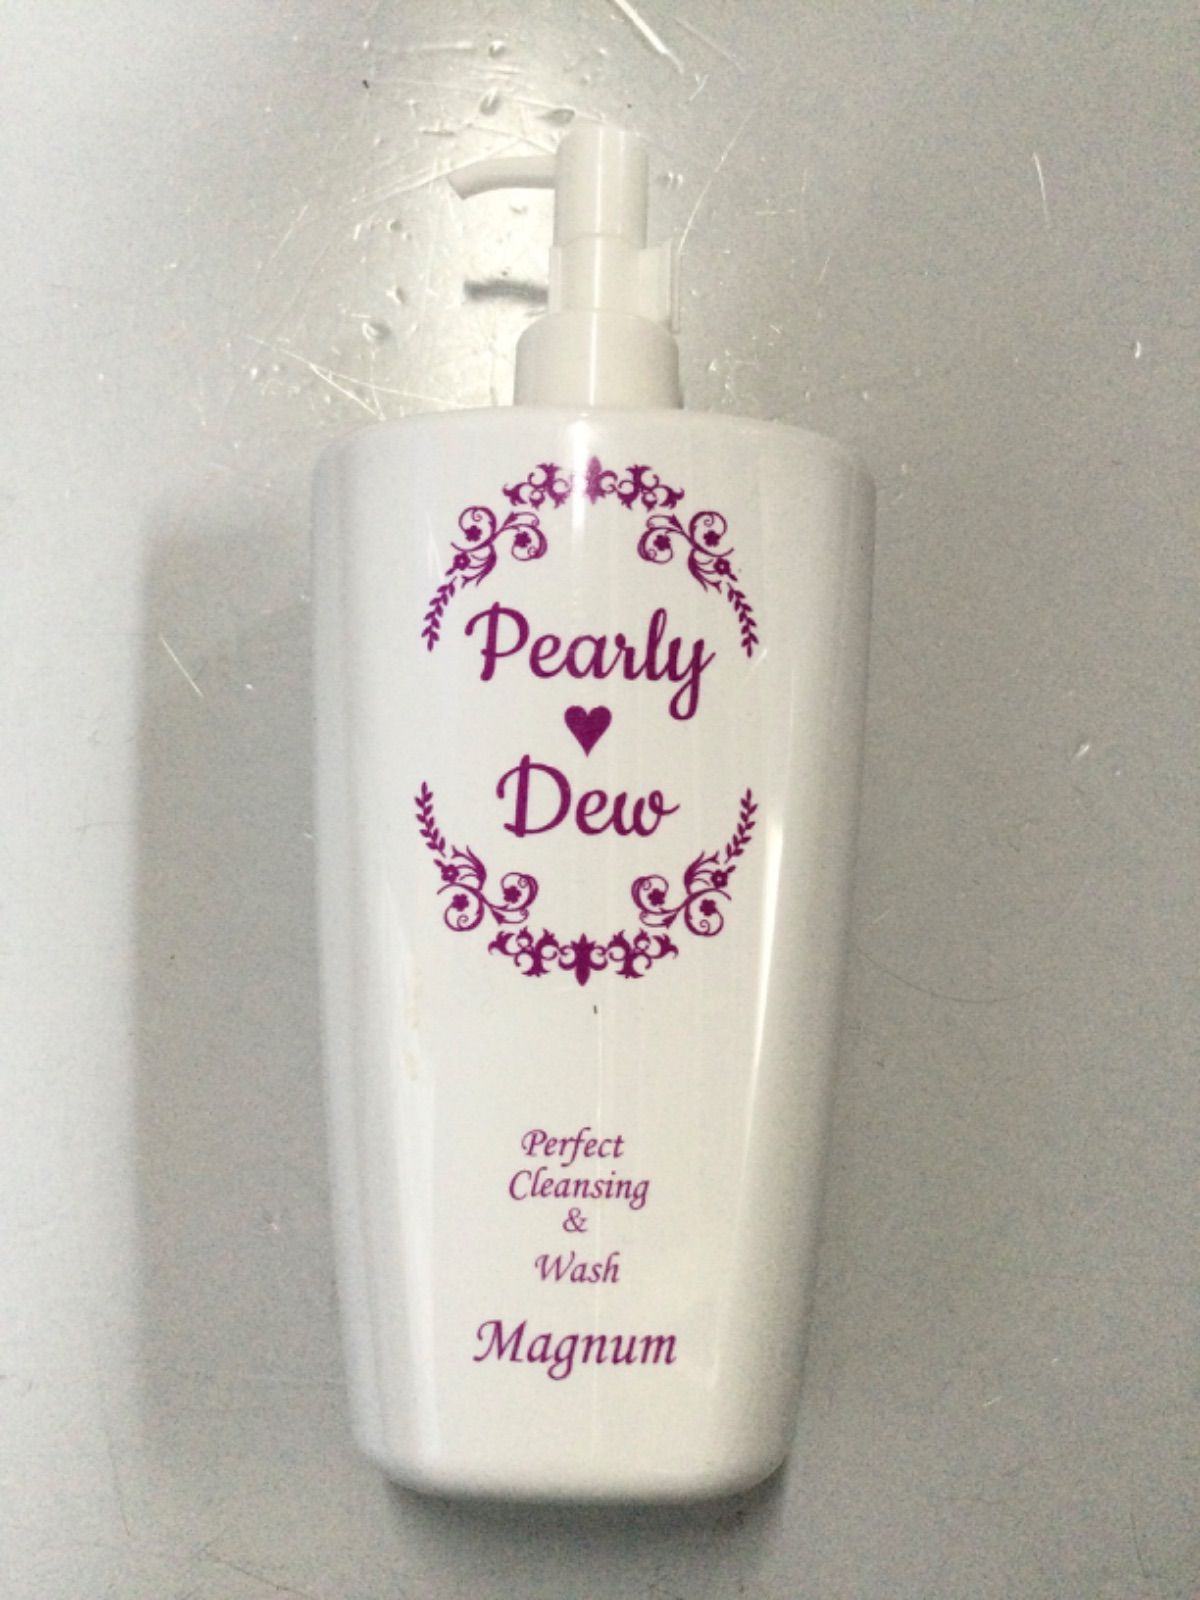 Pearly
Dew
Perfect
Cleansing
&
Wash
Magnum